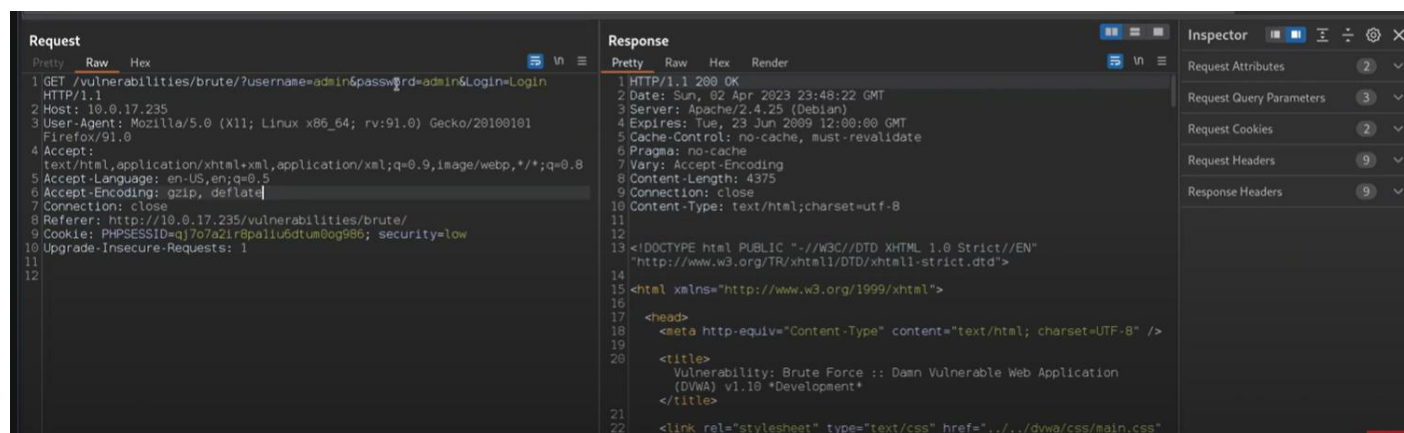 Request
Pretty Raw Hex
\n
1 GET /vulnerabilities/brute/?username=admin&password=admin&Login=Login
HTTP/1.1
2 Host: 10.0.17.235
3 User-Agent: Mozilla/5.0 (X11; Linux x86_64; rv:91.0) Gecko/20100101
Firefox/91.0
4 Accept:
text/html,application/xhtml+xml,application/xml;q=0.9,image/webp,*/*;q=0.8
5 Accept-Language: en-US,en;q=0.5
6 Accept-Encoding: gzip, deflate
7 Connection: close
8 Referer: http://10.0.17.235/vulnerabilities/brute/
9 Cookie: PHPSESSID=qj7o7a2ir8pa1iu6dtum0og986; security=low
10 Upgrade-Insecure-Requests: 1
11
12
Response
Pretty Raw Hex Render
\n
1 HTTP/1.1 200 OK
2 Date: Sun, 02 Apr 2023 23:48:22 GMT
3 Server: Apache/2.4.25 (Debian)
4 Expires: Tue, 23 Jun 2009 12:00:00 GMT
5 Cache-Control: no-cache, must-revalidate
6 Pragma: no-cache
7 Vary: Accept-Encoding
8 Content-Length: 4375
9 Connection: close
10 Content-Type: text/html;charset=utf-8
11
12
13 <!DOCTYPE html PUBLIC "-//W3C//DTD XHTML 1.0 Strict//EN"
"http://www.w3.org/TR/xhtml1/DTD/xhtml1-strict.dtd">
14
15 <html xmlns="http://www.w3.org/1999/xhtml">
16
17 <head>
18 <meta http-equiv="Content-Type" content="text/html; charset=UTF-8" />
19
20 <title>
Vulnerability: Brute Force :: Damn Vulnerable Web Application
(DVWA) v1.10 *Development*
</title>
21
22 <link rel="stylesheet" type="text/css" href="../../dvwa/css/main.css"
Inspector
Request Attributes 2
Request Query Parameters 3
Request Cookies 2
Request Headers 9
Response Headers 9